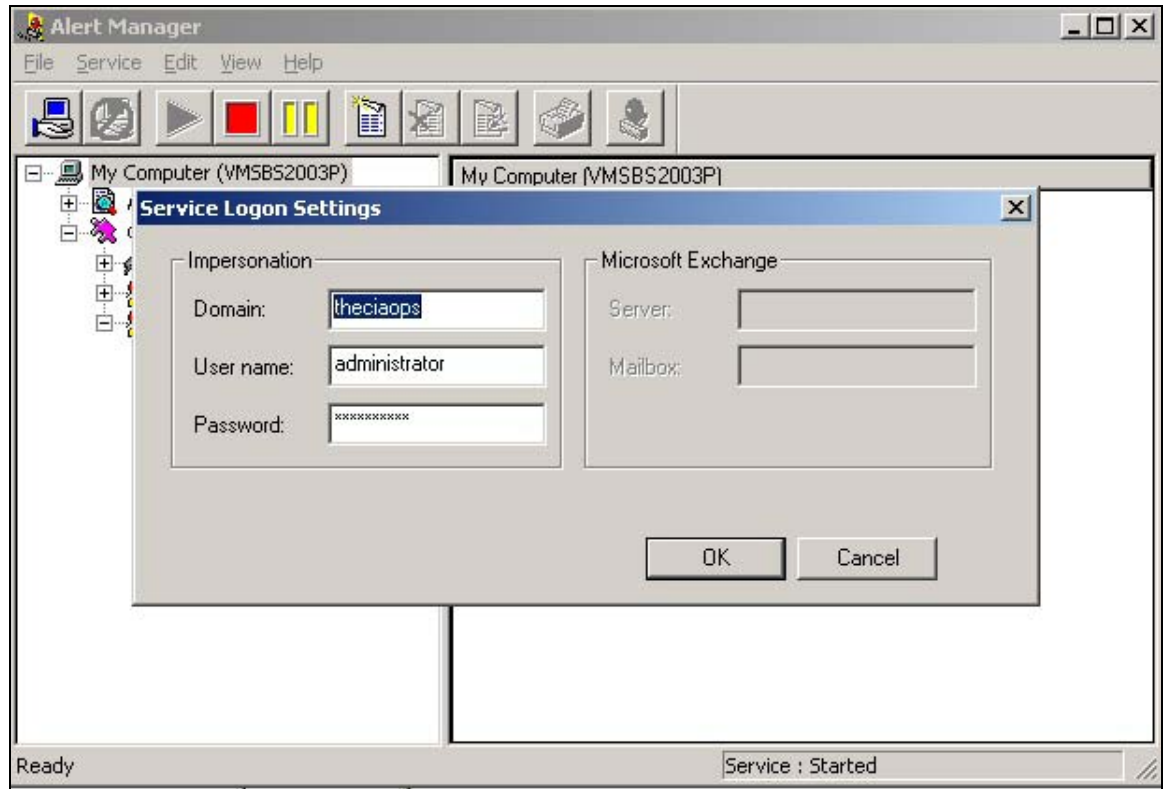 Alert Manager
File Service Edit View Help
My Computer (VMSBS2003P)
My Computer (VMSBS2003P)
Service Logon Settings
Impersonation
Domain: theciaops
User name: administrator
Password: **********
Microsoft Exchange
Server:
Mailbox:
OK Cancel
Ready
Service : Started